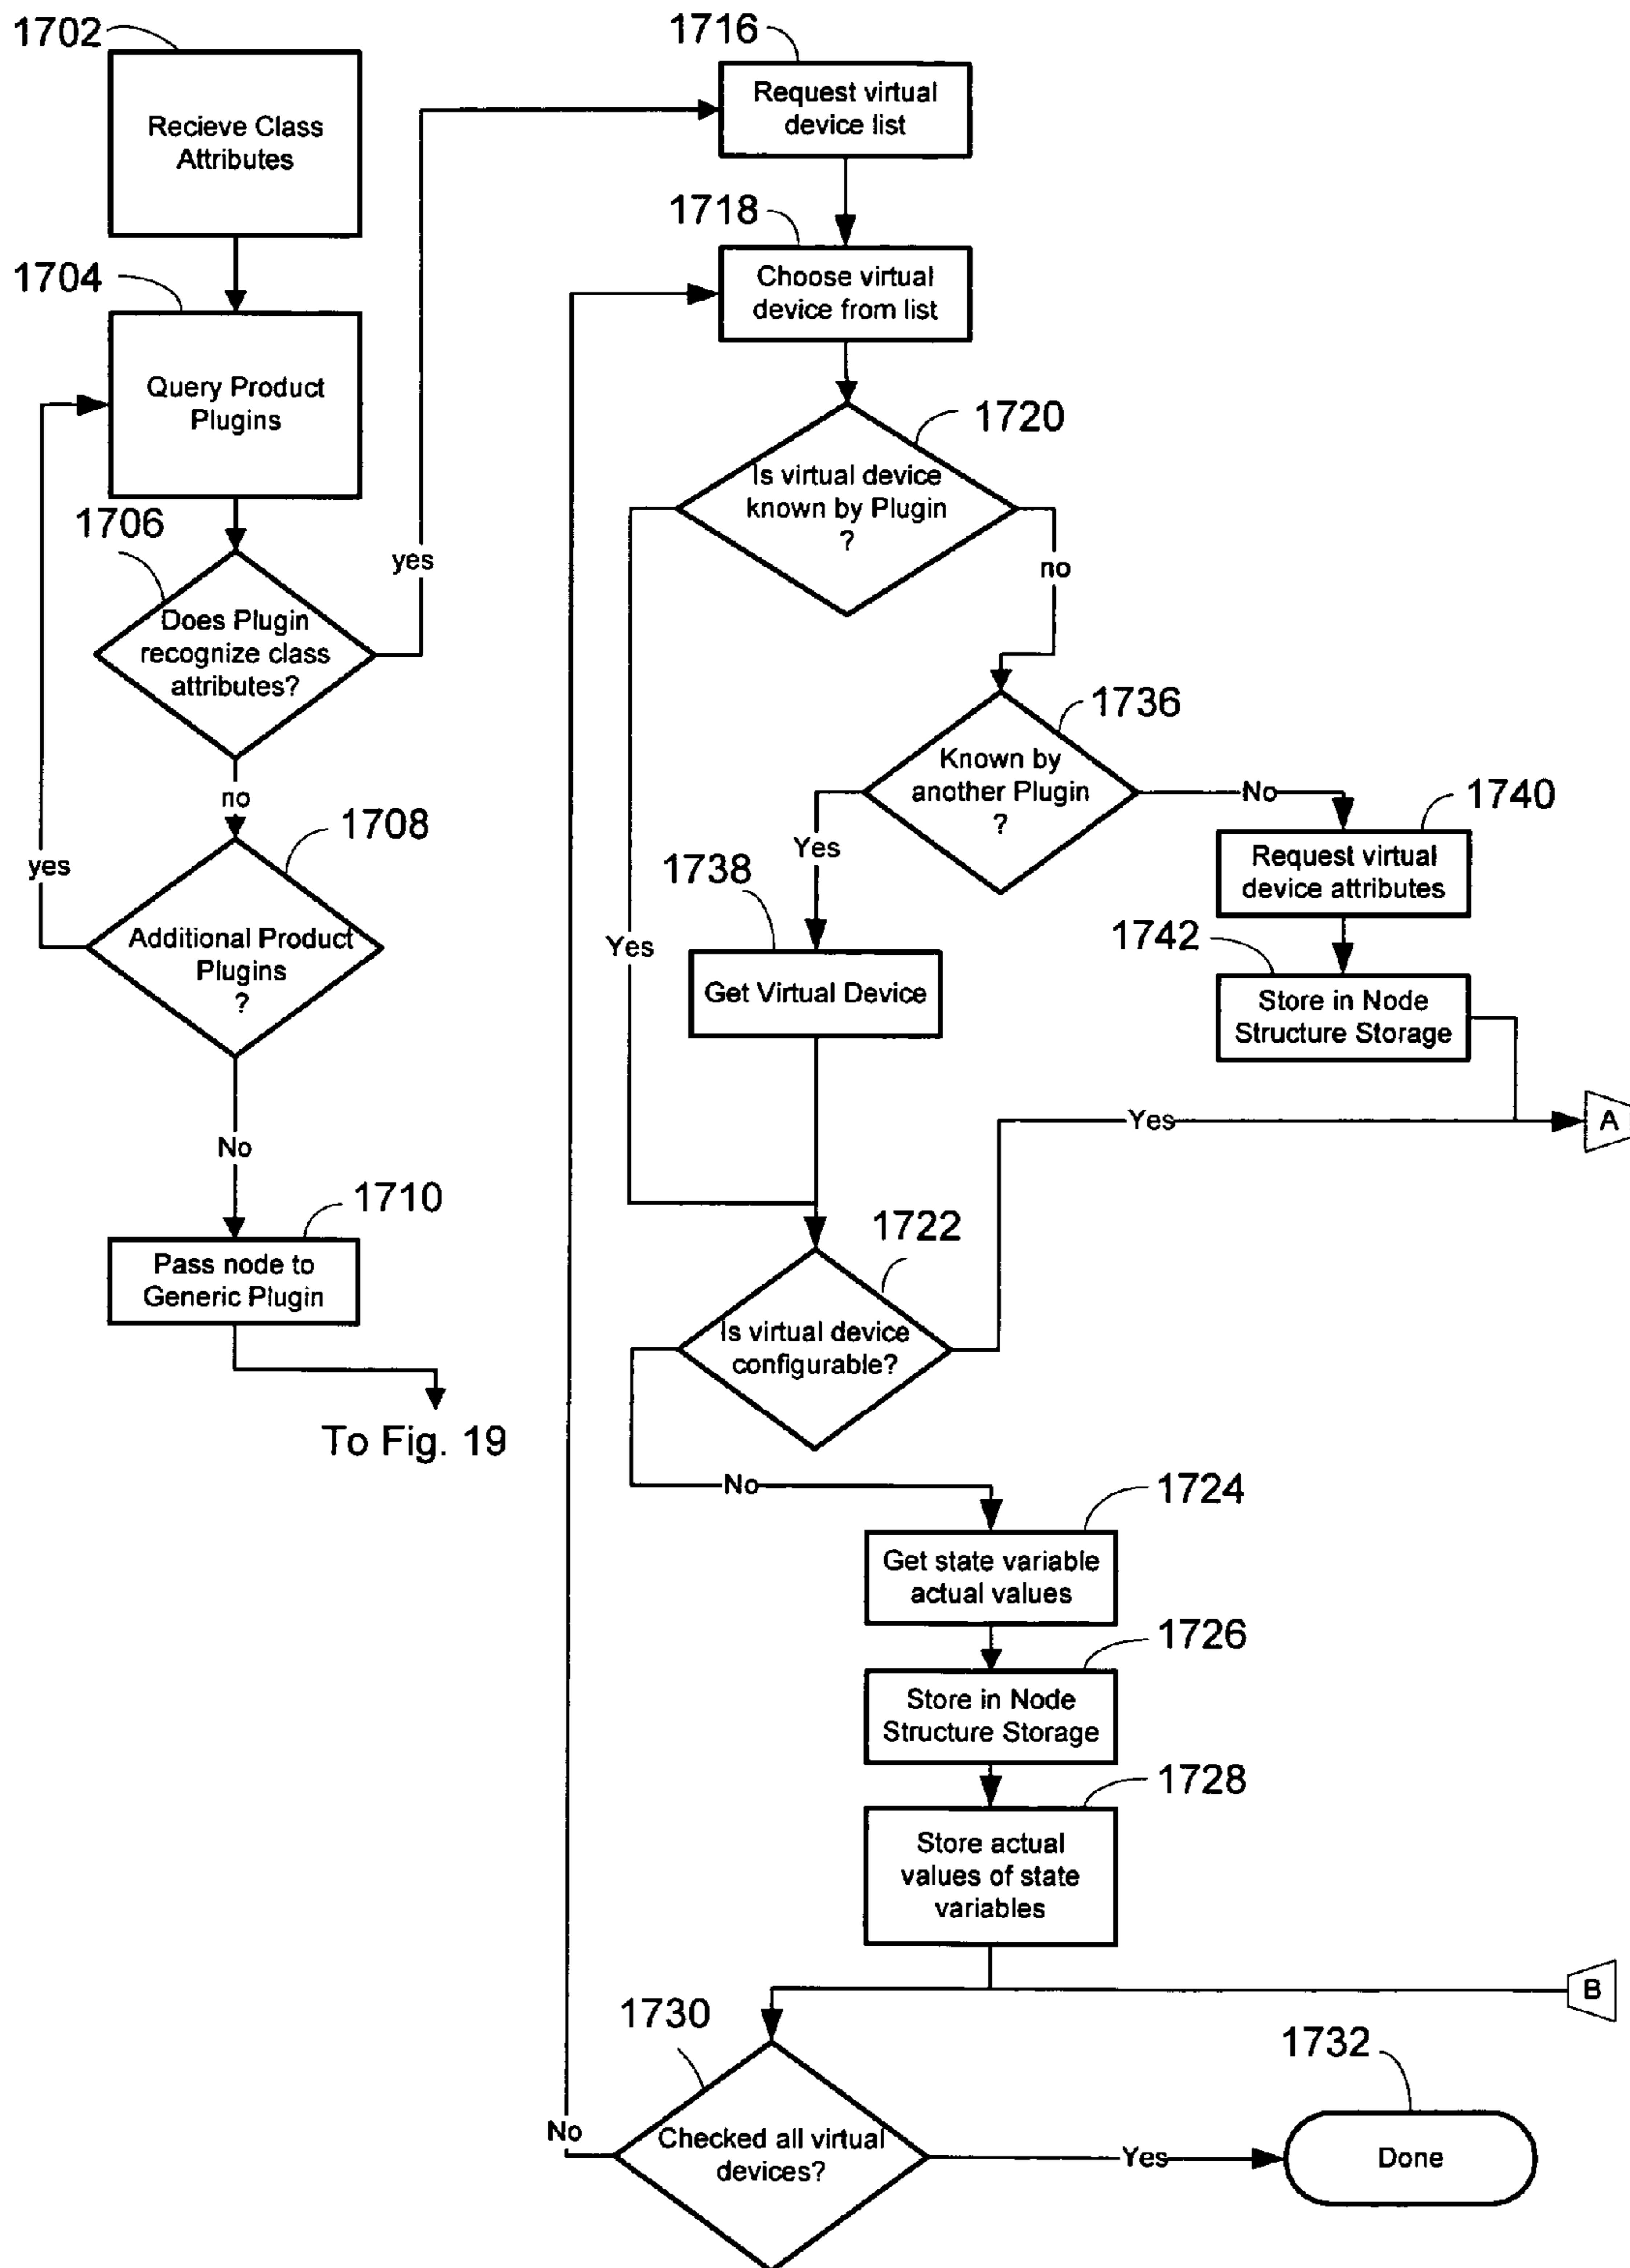 1702
Recieve Class
Attributes
1704
Query Product
Plugins
1706
Does Plugin
recognize class
attributes?
yes
no
1708
yes
Additional Product
Plugins
?
No
1710
Pass node to
Generic Plugin
To Fig. 19
1716
Request virtual
device list
1718
Choose virtual
device from list
1720
Is virtual device
known by Plugin
?
no
1736
Known by
another Plugin
?
No
1740
Request virtual
device attributes
1742
Store in Node
Structure Storage
Yes
1738
Get Virtual Device
Yes
Yes
A
1722
Is virtual device
configurable?
No
1724
Get state variable
actual values
1726
Store in Node
Structure Storage
1728
Store actual
values of state
variables
B
1730
Checked all virtual
devices?
No
Yes
1732
Done